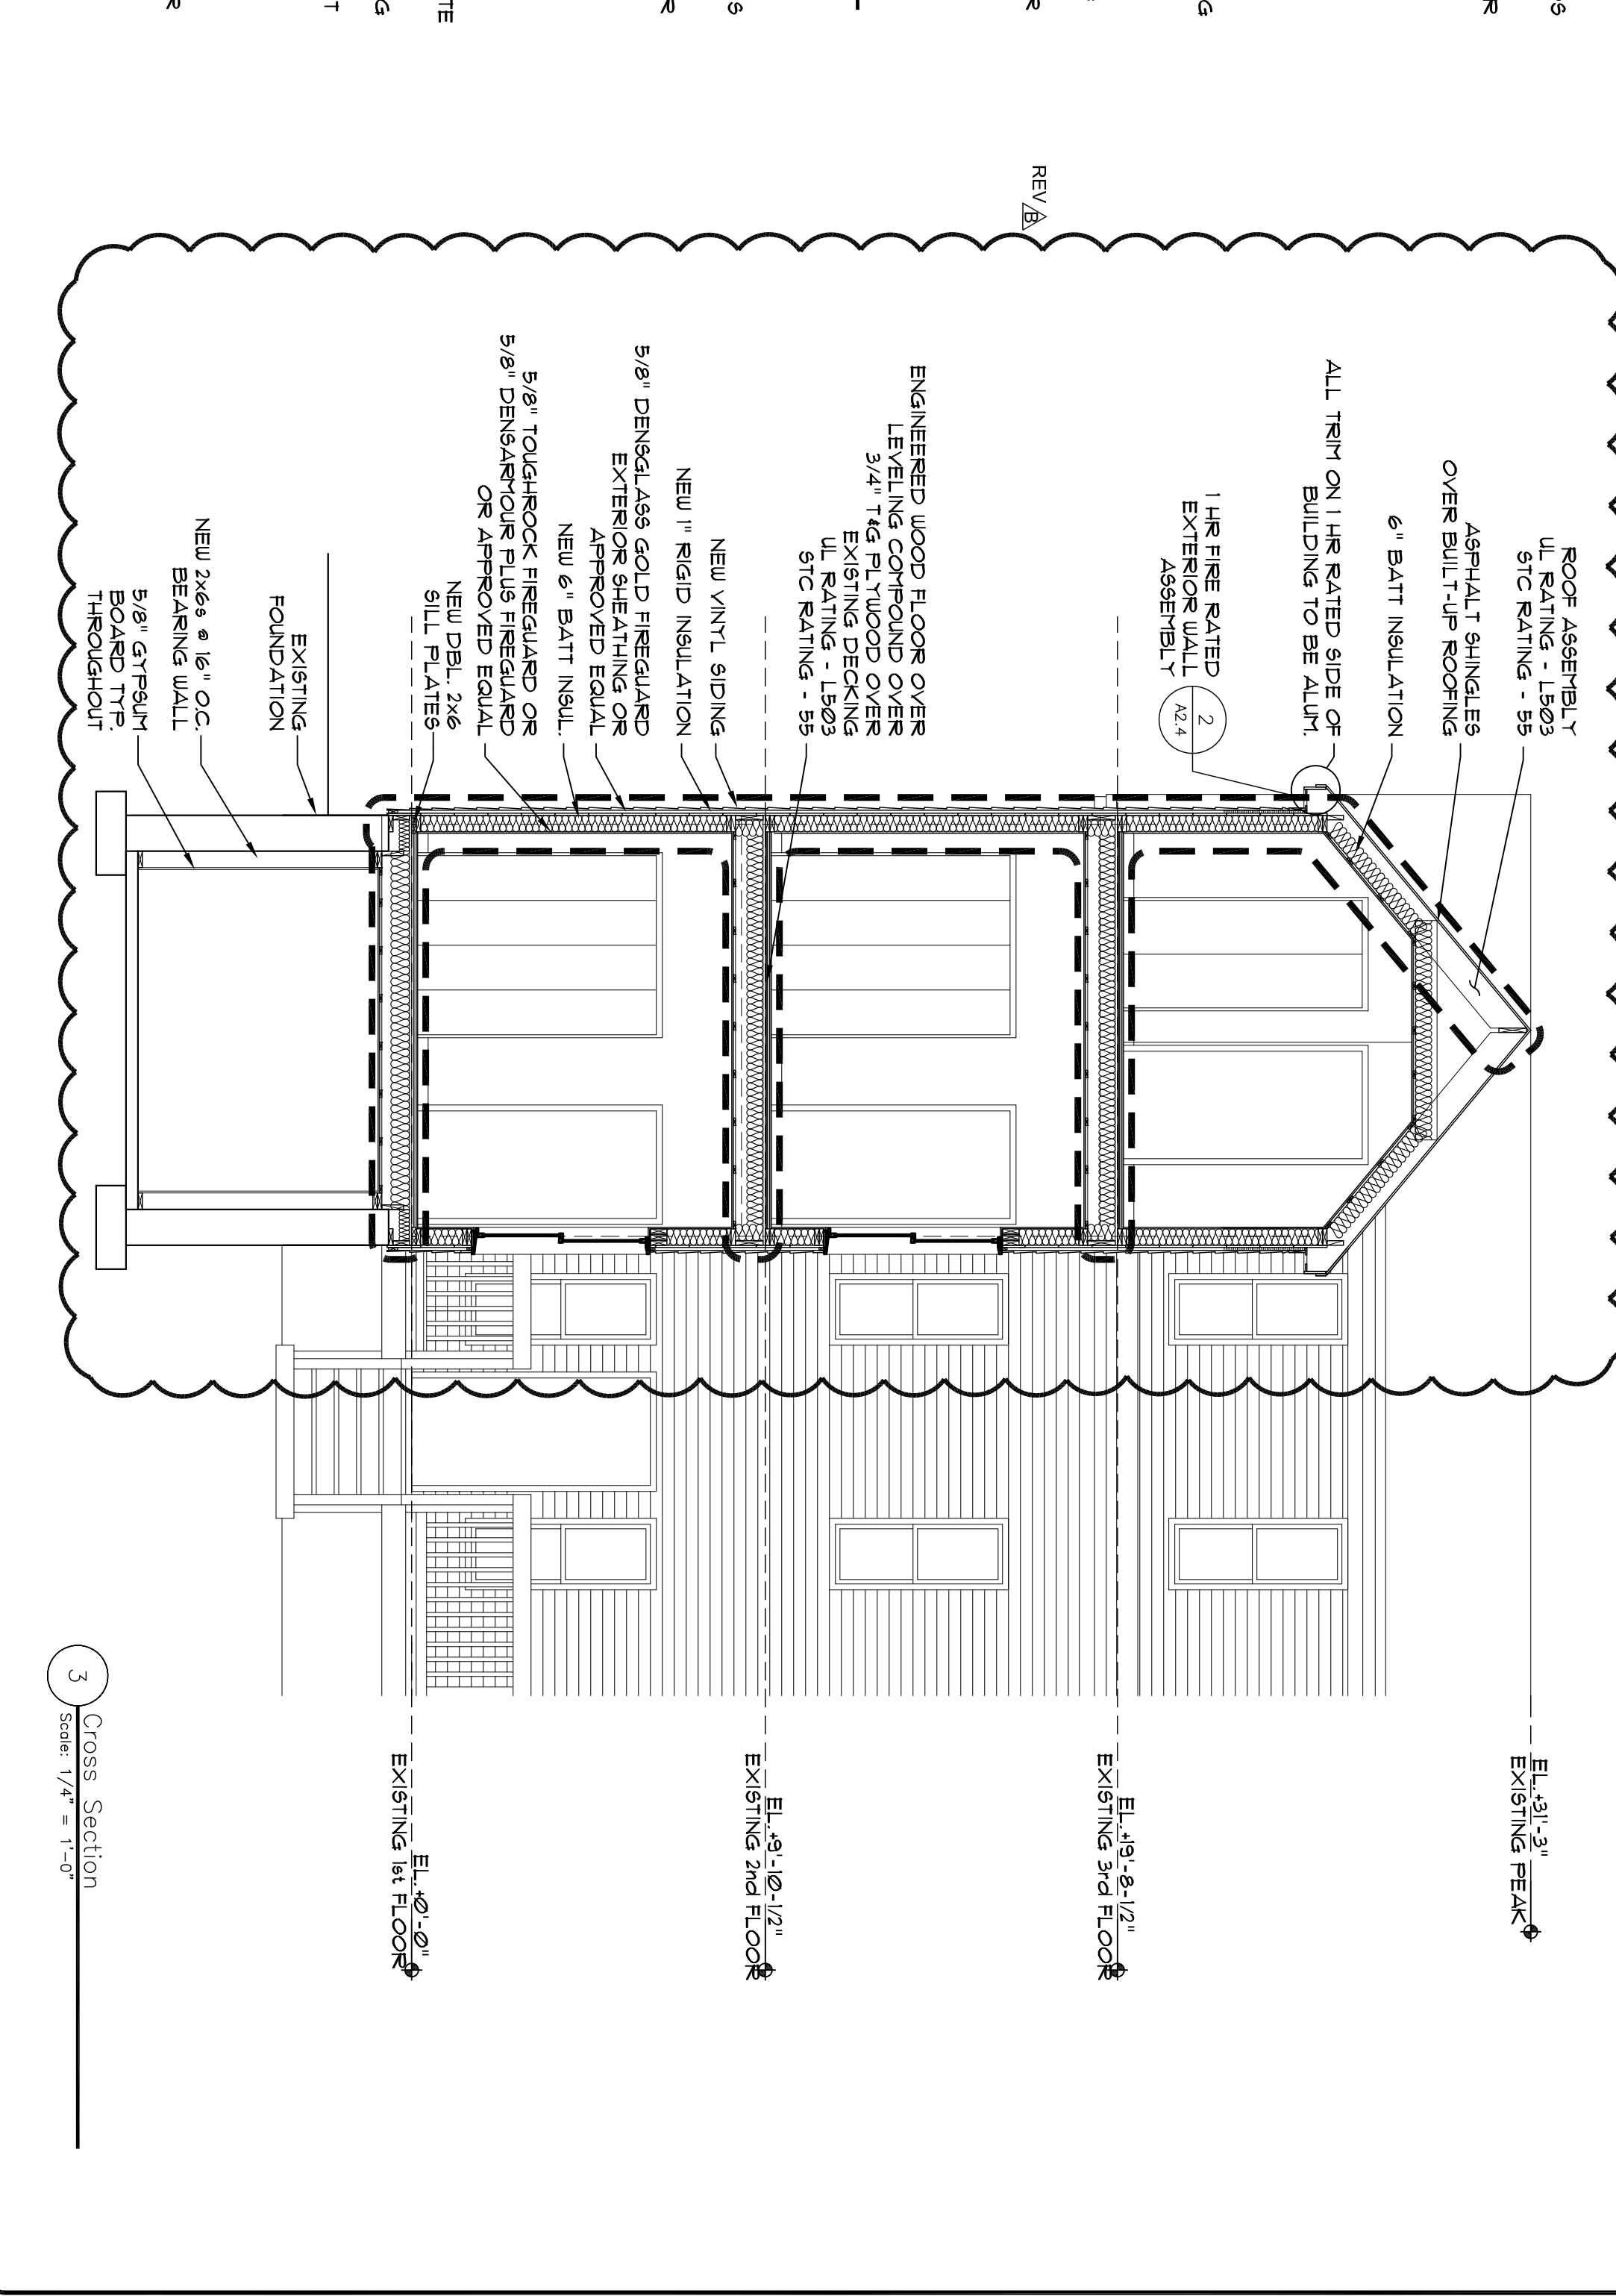 REV B
ROOF ASSEMBLY
UL RATING - L503
STC RATING - 55
ASPHALT SHINGLES
OVER BUILT-UP ROOFING
6" BATT INSULATION
ALL TRIM ON 1 HR RATED SIDE OF
BUILDING TO BE ALUM.
1 HR FIRE RATED
EXTERIOR WALL
ASSEMBLY
2
A2.4
ENGINEERED WOOD FLOOR OVER
LEVELING COMPOUND OVER
3/4" T&G PLYWOOD OVER
EXISTING DECKING
UL RATING - L503
STC RATING - 55
NEW VINYL SIDING
NEW 1" RIGID INSULATION
5/8" DENSGLASS GOLD FIREGUARD
EXTERIOR SHEATHING OR
APPROVED EQUAL
NEW 6" BATT INSUL.
5/8" TOUGHROCK FIREGUARD OR
5/8" DENSARMOUR PLUS FIREGUARD
OR APPROVED EQUAL
NEW DBL. 2x6
SILL PLATES
EXISTING
FOUNDATION
NEW 2x6s @ 16" O.C.
BEARING WALL
5/8" GYPSUM
BOARD TYP.
THROUGHOUT
EL.+31'-3"
EXISTING PEAK
EL.+19'-8-1/2"
EXISTING 3rd FLOOR
EL.+9'-10-1/2"
EXISTING 2nd FLOOR
EL.+0'-0"
EXISTING 1st FLOOR
3
Cross Section
Scale: 1/4" = 1'-0"